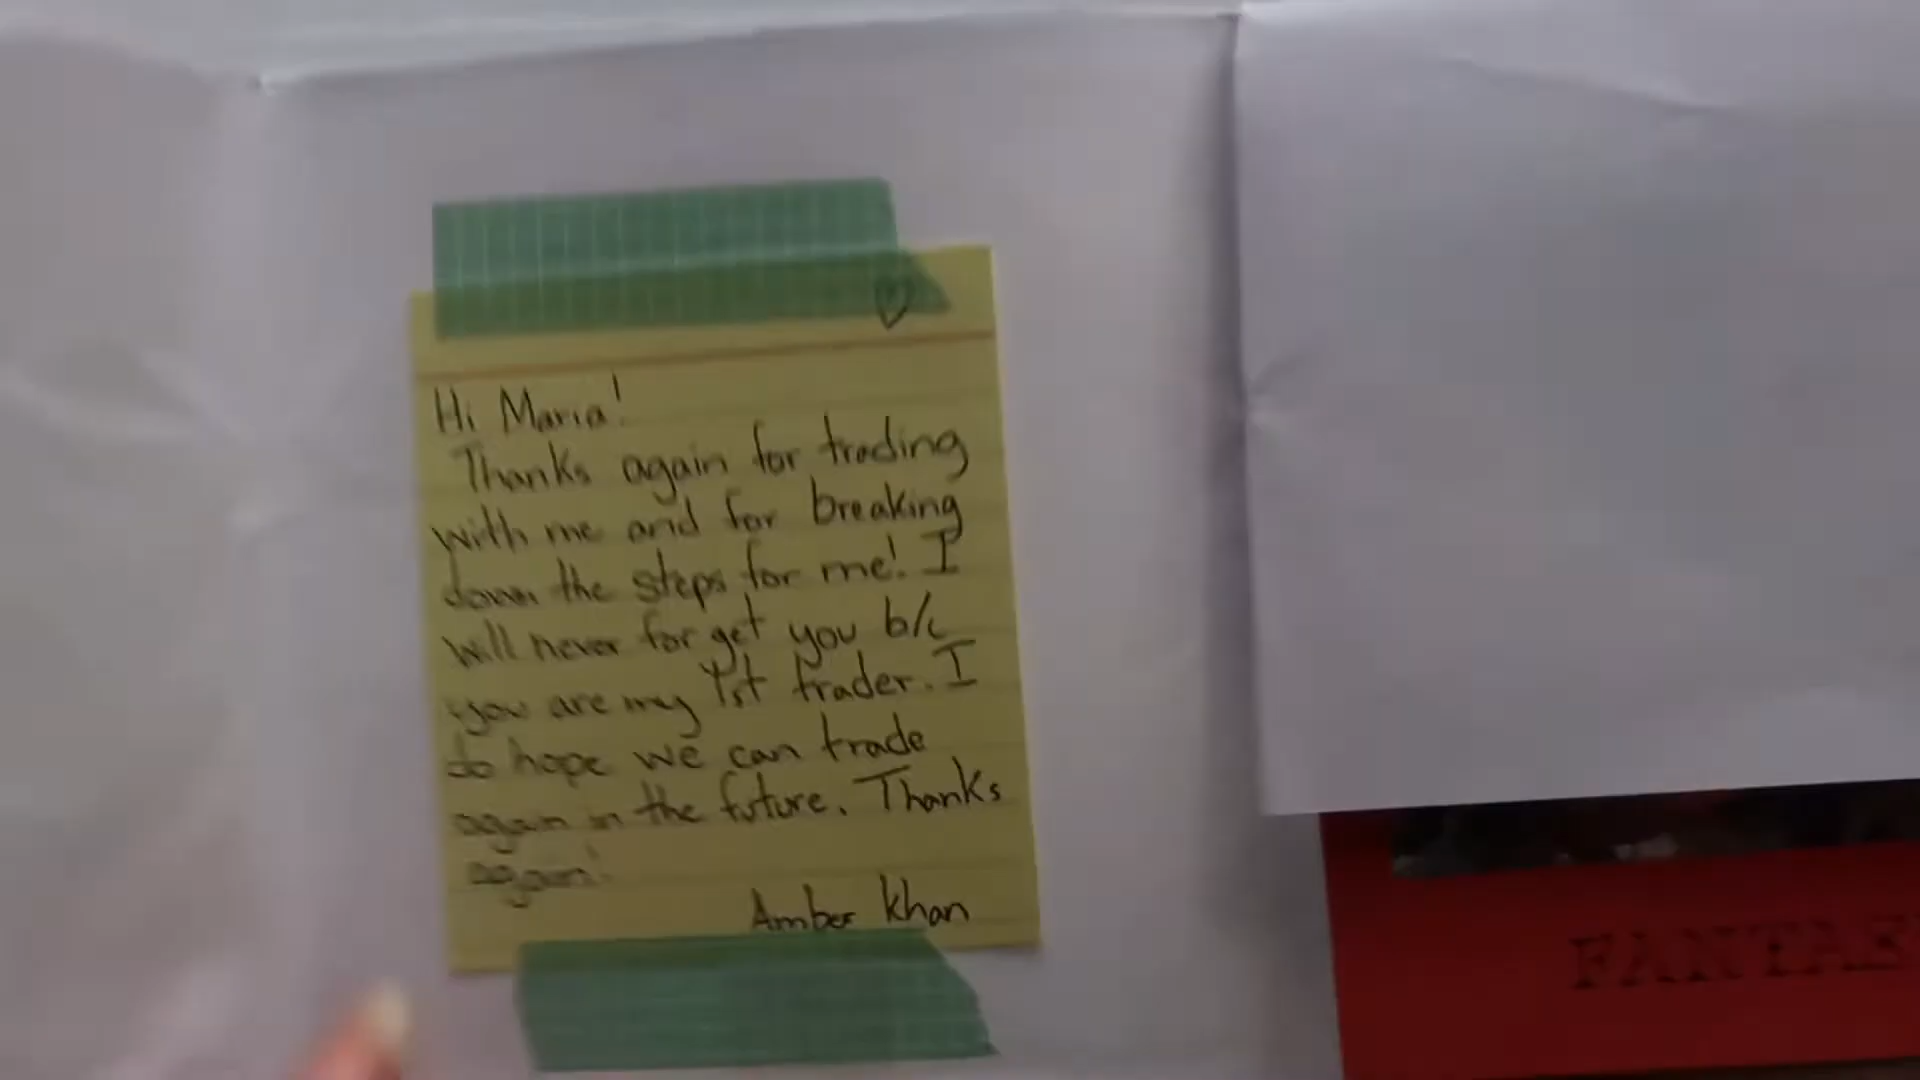 Hi Maria!
Thanks again for trading
with me and for breaking
down the steps for me! I
will never forget you b/c
you are my 1st trader. I
do hope we can trade
again in the future. Thanks
again!
Amber Khan